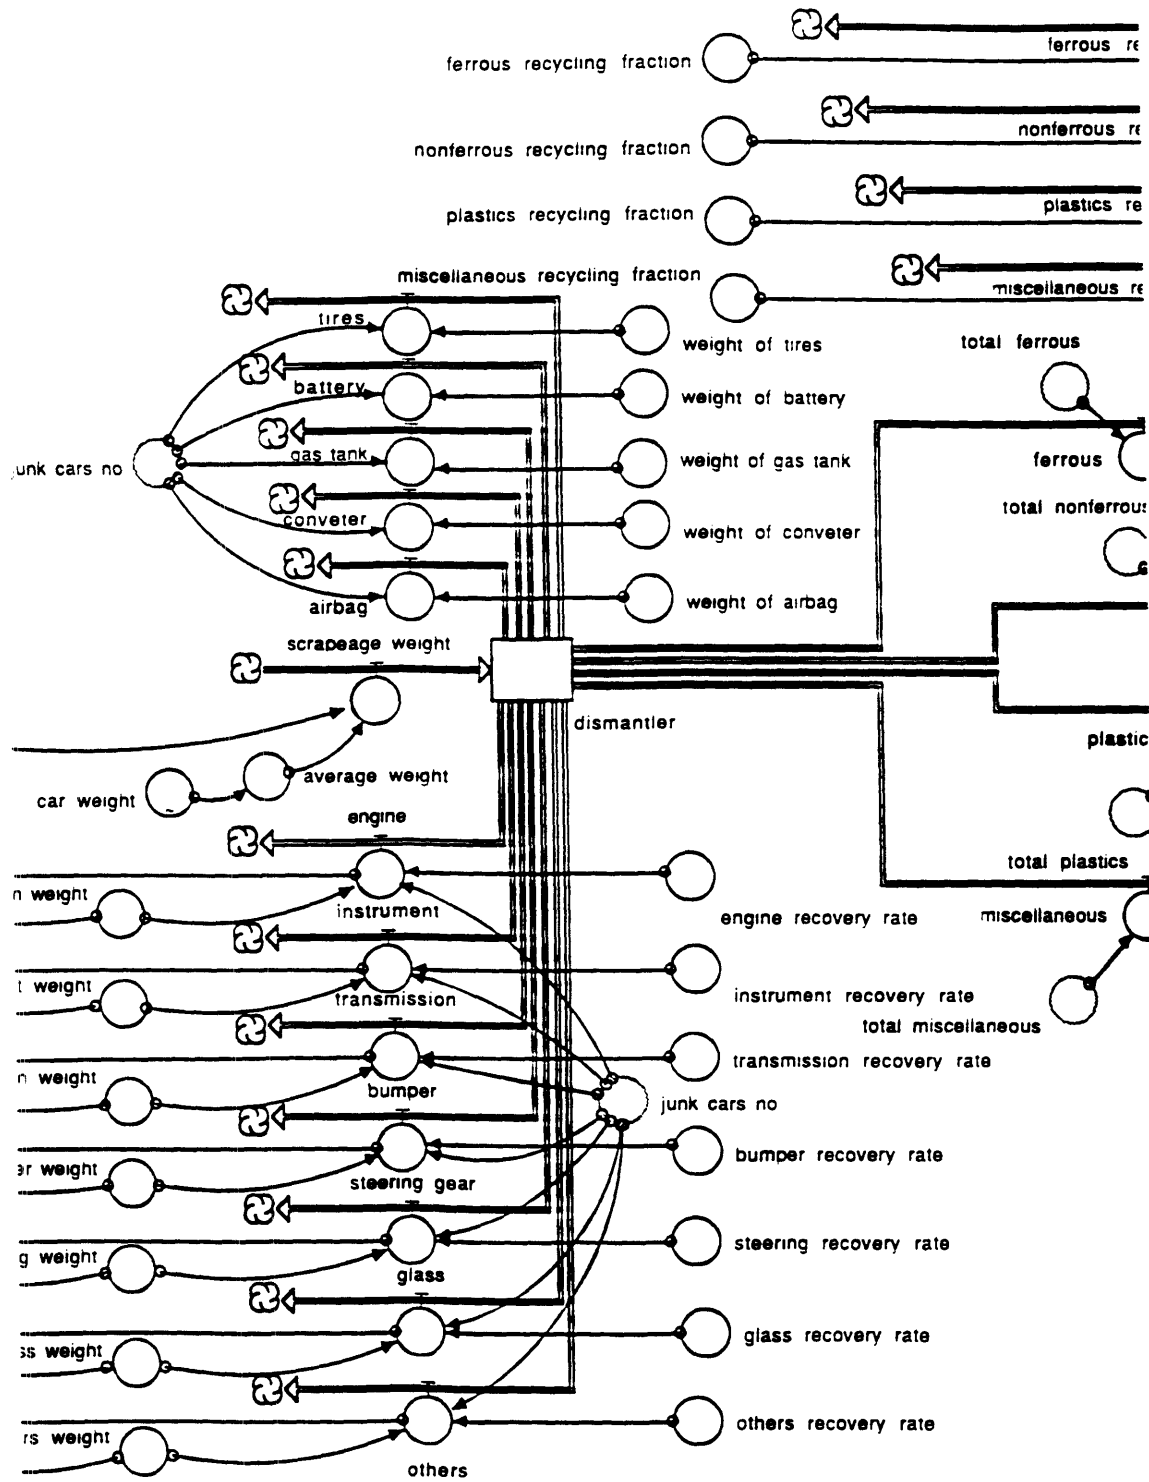 ferrous re
ferrous recycling fraction
nonferrous re
nonferrous recycling fraction
plastics re
plastics recycling fraction
miscellaneous recycling fraction
miscellaneous re
tires
weight of tires
total ferrous
battery
weight of battery
gas tank
weight of gas tank
ferrous
junk cars no
total nonferrous
conveter
weight of conveter
airbag
weight of airbag
scrapeage weight
dismantler
plastic
average weight
car weight
engine
total plastics
n weight
instrument
engine recovery rate
miscellaneous
t weight
transmission
instrument recovery rate
total miscellaneous
transmission recovery rate
n weight
bumper
junk cars no
er weight
steering gear
bumper recovery rate
g weight
glass
steering recovery rate
ss weight
glass recovery rate
rs weight
others
others recovery rate